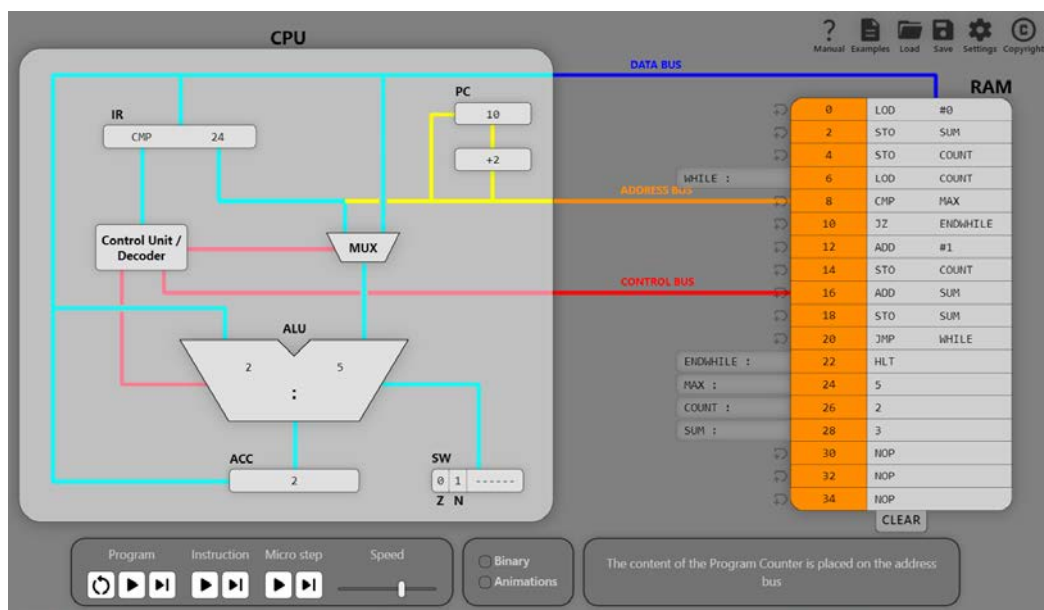 CPU
? Manual Examples Load Save Settings © Copyright
DATA BUS
RAM
PC
10
+2
IR
CMP 24
Control Unit /
Decoder
MUX
ADDRESS BUS
CONTROL BUS
ALU
2 5
:
ACC
2
SW
0 1 ------
Z N
0 LOD #0
2 STO SUM
4 STO COUNT
WHILE : 6 LOD COUNT
8 CMP MAX
10 JZ ENDWHILE
12 ADD #1
14 STO COUNT
16 ADD SUM
18 STO SUM
20 JMP WHILE
ENDWHILE : 22 HLT
MAX : 24 5
COUNT : 26 2
SUM : 28 3
30 NOP
32 NOP
34 NOP
CLEAR
Program Instruction Micro step Speed
Binary
Animations
The content of the Program Counter is placed on the address
bus